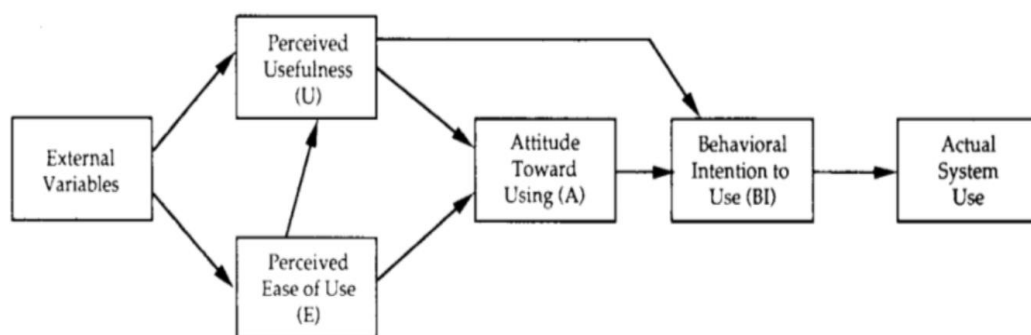 Perceived
Usefulness
(U)
External
Variables
Attitude
Toward
Using (A)
Behavioral
Intention to
Use (BI)
Actual
System
Use
Perceived
Ease of Use
(E)